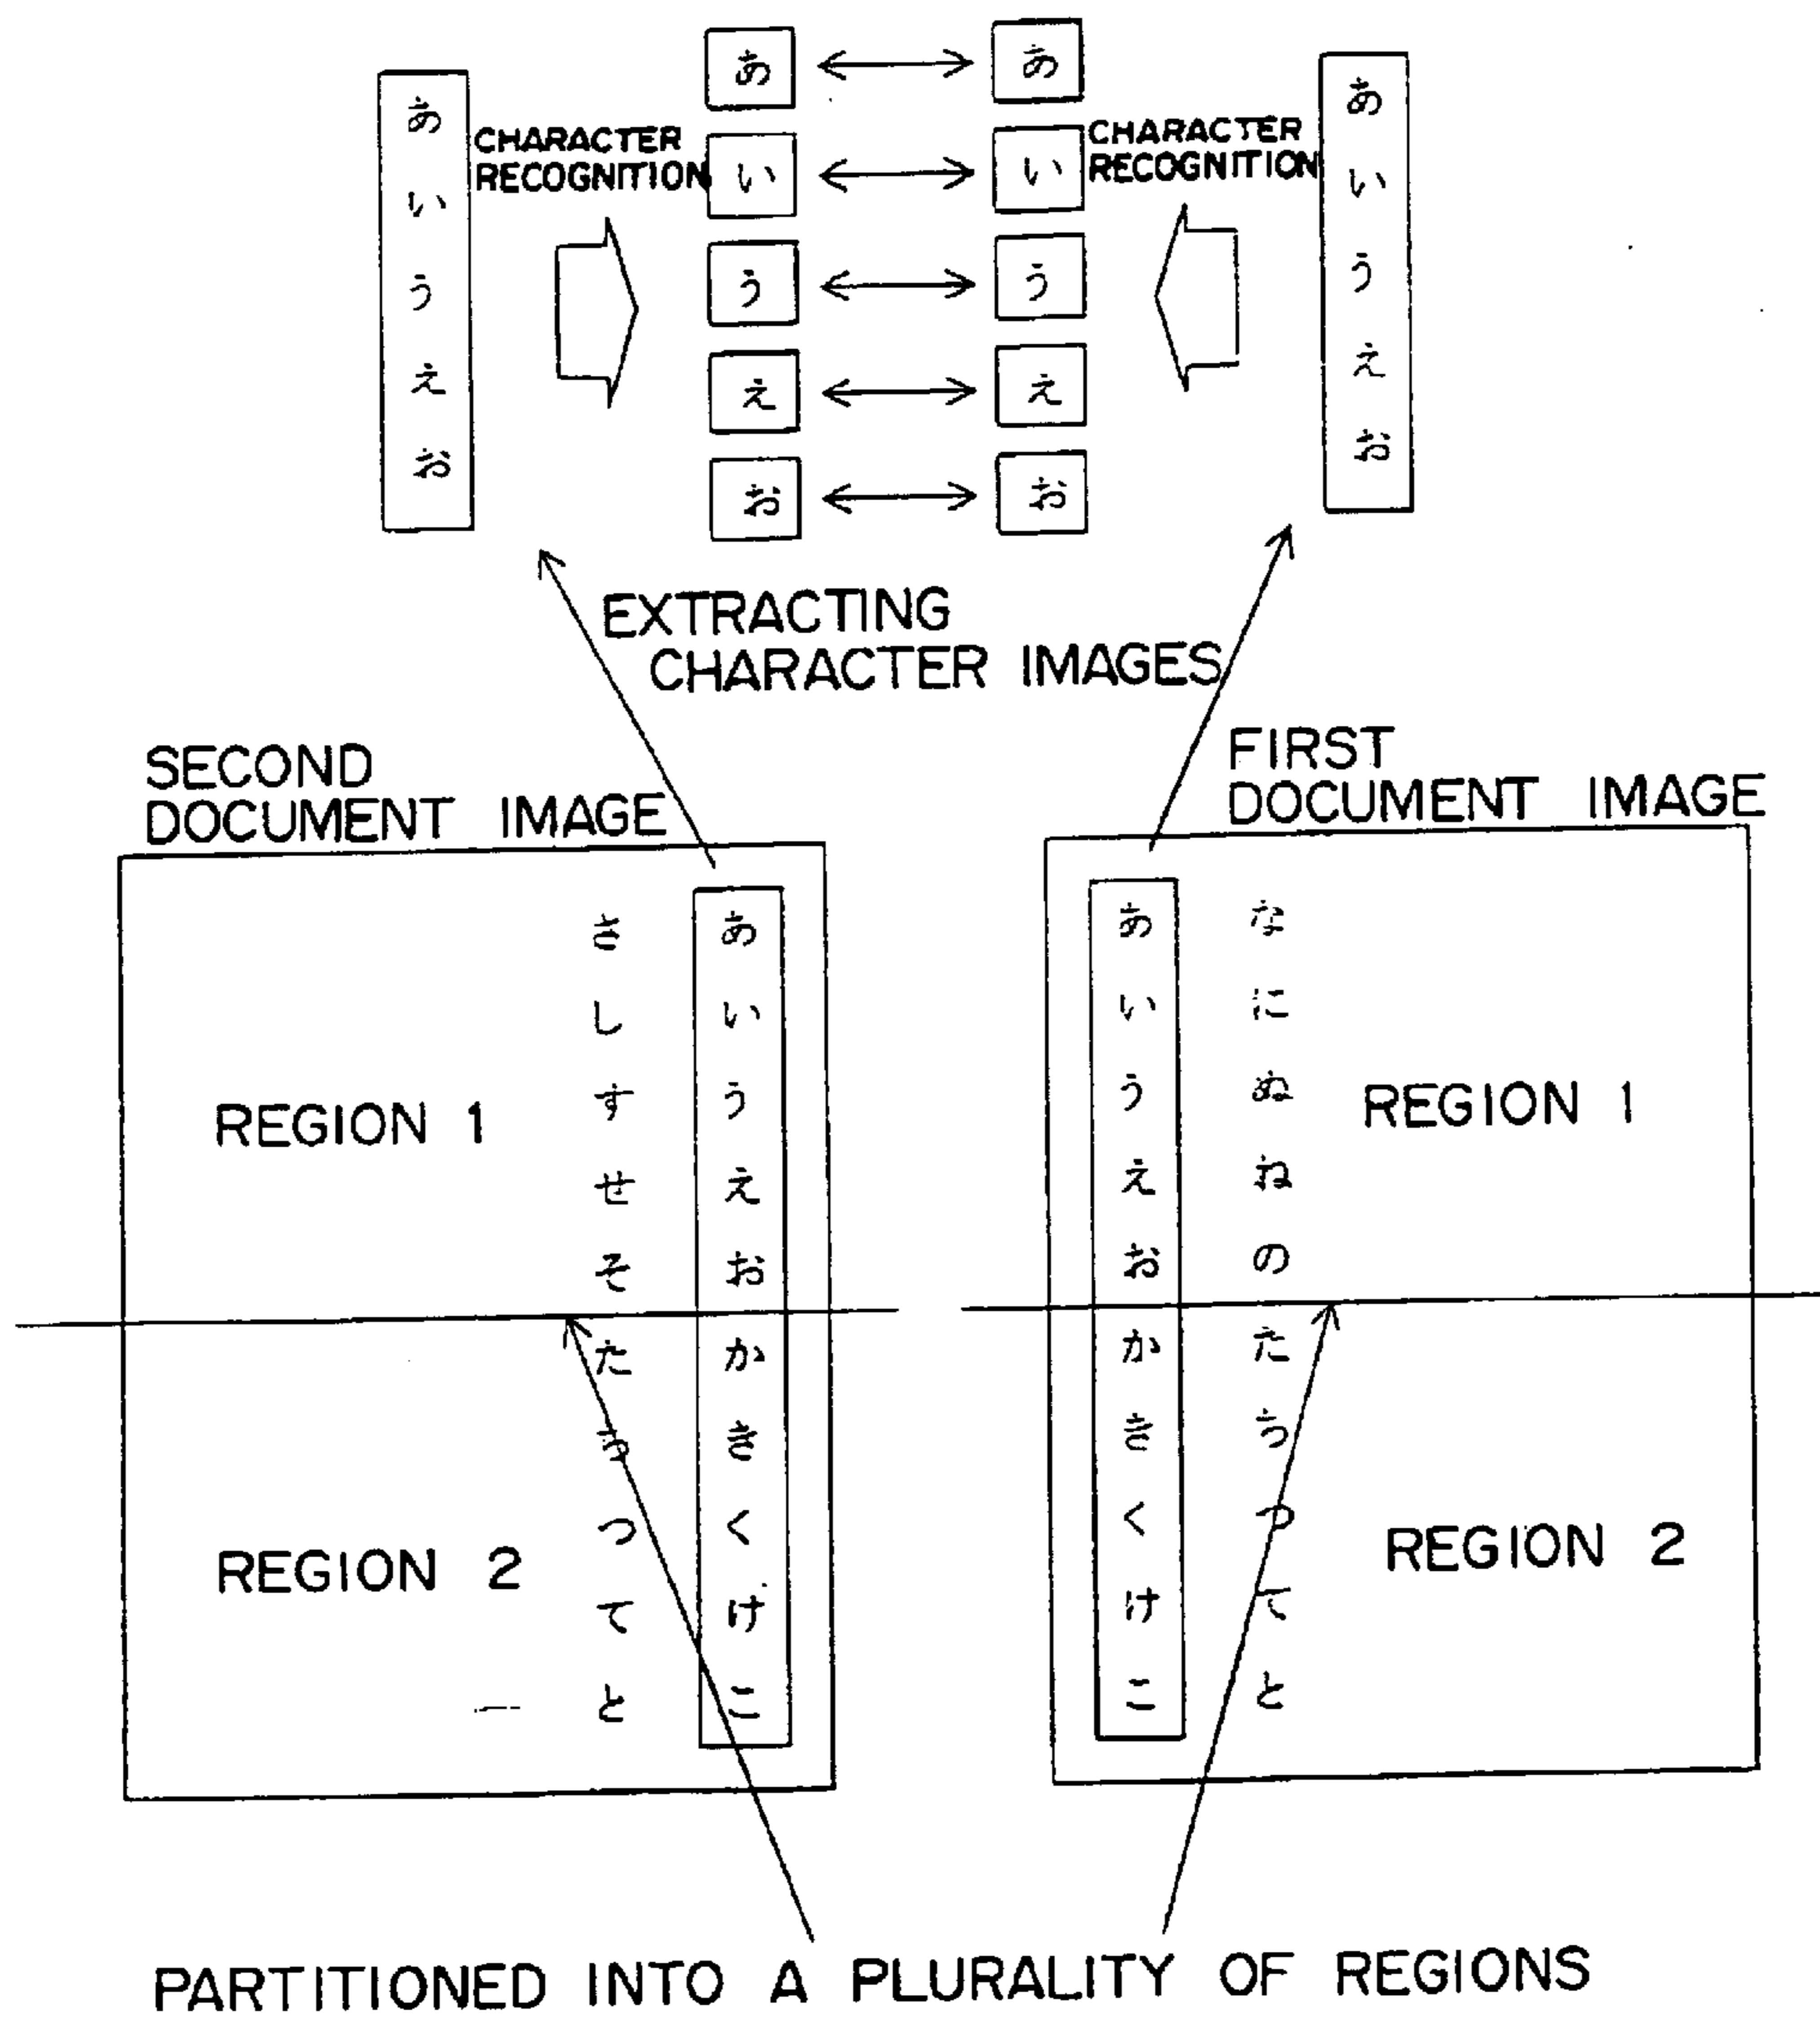 あいうえお
CHARACTER
RECOGNITION
あ あ
い い
う う
え え
お お
CHARACTER
RECOGNITION
あいうえお
EXTRACTING
CHARACTER IMAGES
SECOND
DOCUMENT IMAGE
あいうえおかきくけこ
さしすせそたちつてと
REGION 1
REGION 2
FIRST
DOCUMENT IMAGE
なにぬねのたちつてと
あいうえおかきくけこ
REGION 1
REGION 2
PARTITIONED INTO A PLURALITY OF REGIONS